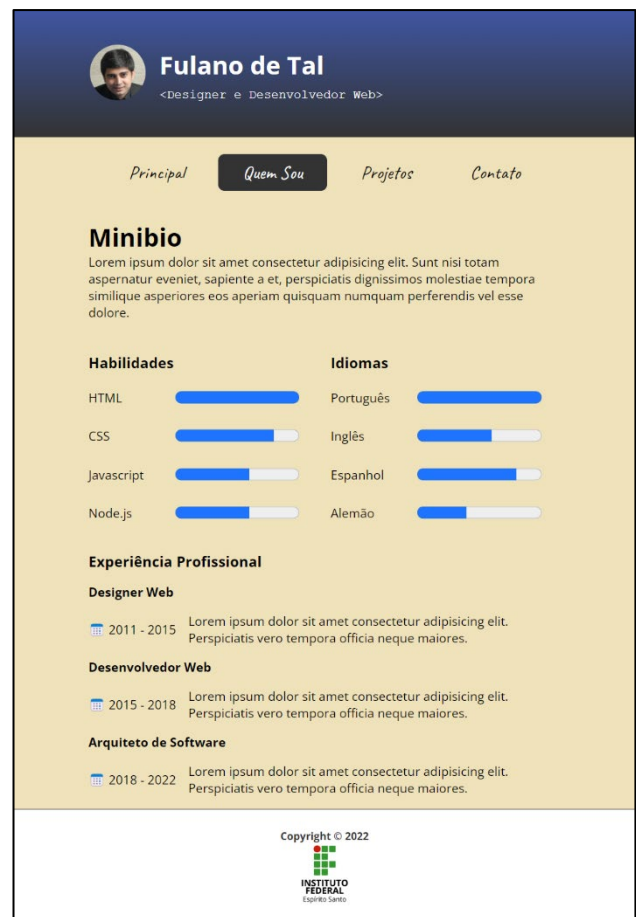 Fulano de Tal
<Designer e Desenvolvedor Web>
Principal Quem Sou Projetos Contato
Minibio
Lorem ipsum dolor sit amet consectetur adipisicing elit. Sunt nisi totam
aspernatur eveniet, sapiente a et, perspiciatis dignissimos molestiae tempora
similique asperiores eos aperiam quisquam numquam perferendis vel esse
dolore.
Habilidades
HTML
CSS
Javascript
Node.js
Idiomas
Português
Inglês
Espanhol
Alemão
Experiência Profissional
Designer Web
2011 - 2015
Lorem ipsum dolor sit amet consectetur adipisicing elit.
Perspiciatis vero tempora officia neque maiores.
Desenvolvedor Web
2015 - 2018
Lorem ipsum dolor sit amet consectetur adipisicing elit.
Perspiciatis vero tempora officia neque maiores.
Arquiteto de Software
2018 - 2022
Lorem ipsum dolor sit amet consectetur adipisicing elit.
Perspiciatis vero tempora officia neque maiores.
Copyright © 2022
INSTITUTO
FEDERAL
Espírito Santo